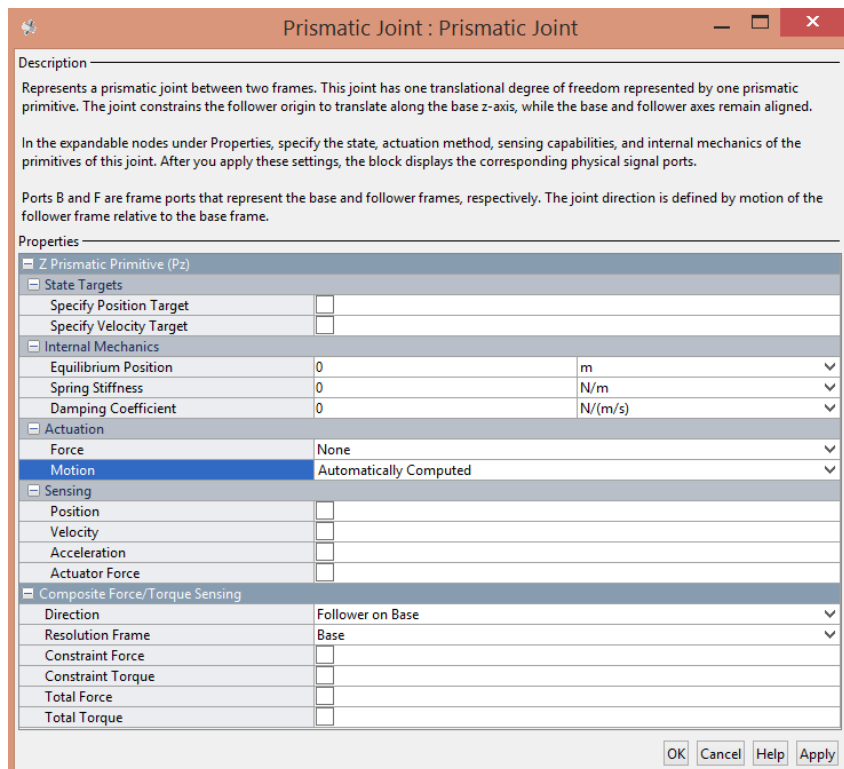 Prismatic Joint : Prismatic Joint
Description
Represents a prismatic joint between two frames. This joint has one translational degree of freedom represented by one prismatic
primitive. The joint constrains the follower origin to translate along the base z-axis, while the base and follower axes remain aligned.
In the expandable nodes under Properties, specify the state, actuation method, sensing capabilities, and internal mechanics of the
primitives of this joint. After you apply these settings, the block displays the corresponding physical signal ports.
Ports B and F are frame ports that represent the base and follower frames, respectively. The joint direction is defined by motion of the
follower frame relative to the base frame.
Properties
Z Prismatic Primitive (Pz)
State Targets
Specify Position Target
Specify Velocity Target
Internal Mechanics
Equilibrium Position 0 m
Spring Stiffness 0 N/m
Damping Coefficient 0 N/(m/s)
Actuation
Force None
Motion Automatically Computed
Sensing
Position
Velocity
Acceleration
Actuator Force
Composite Force/Torque Sensing
Direction Follower on Base
Resolution Frame Base
Constraint Force
Constraint Torque
Total Force
Total Torque
OK Cancel Help Apply